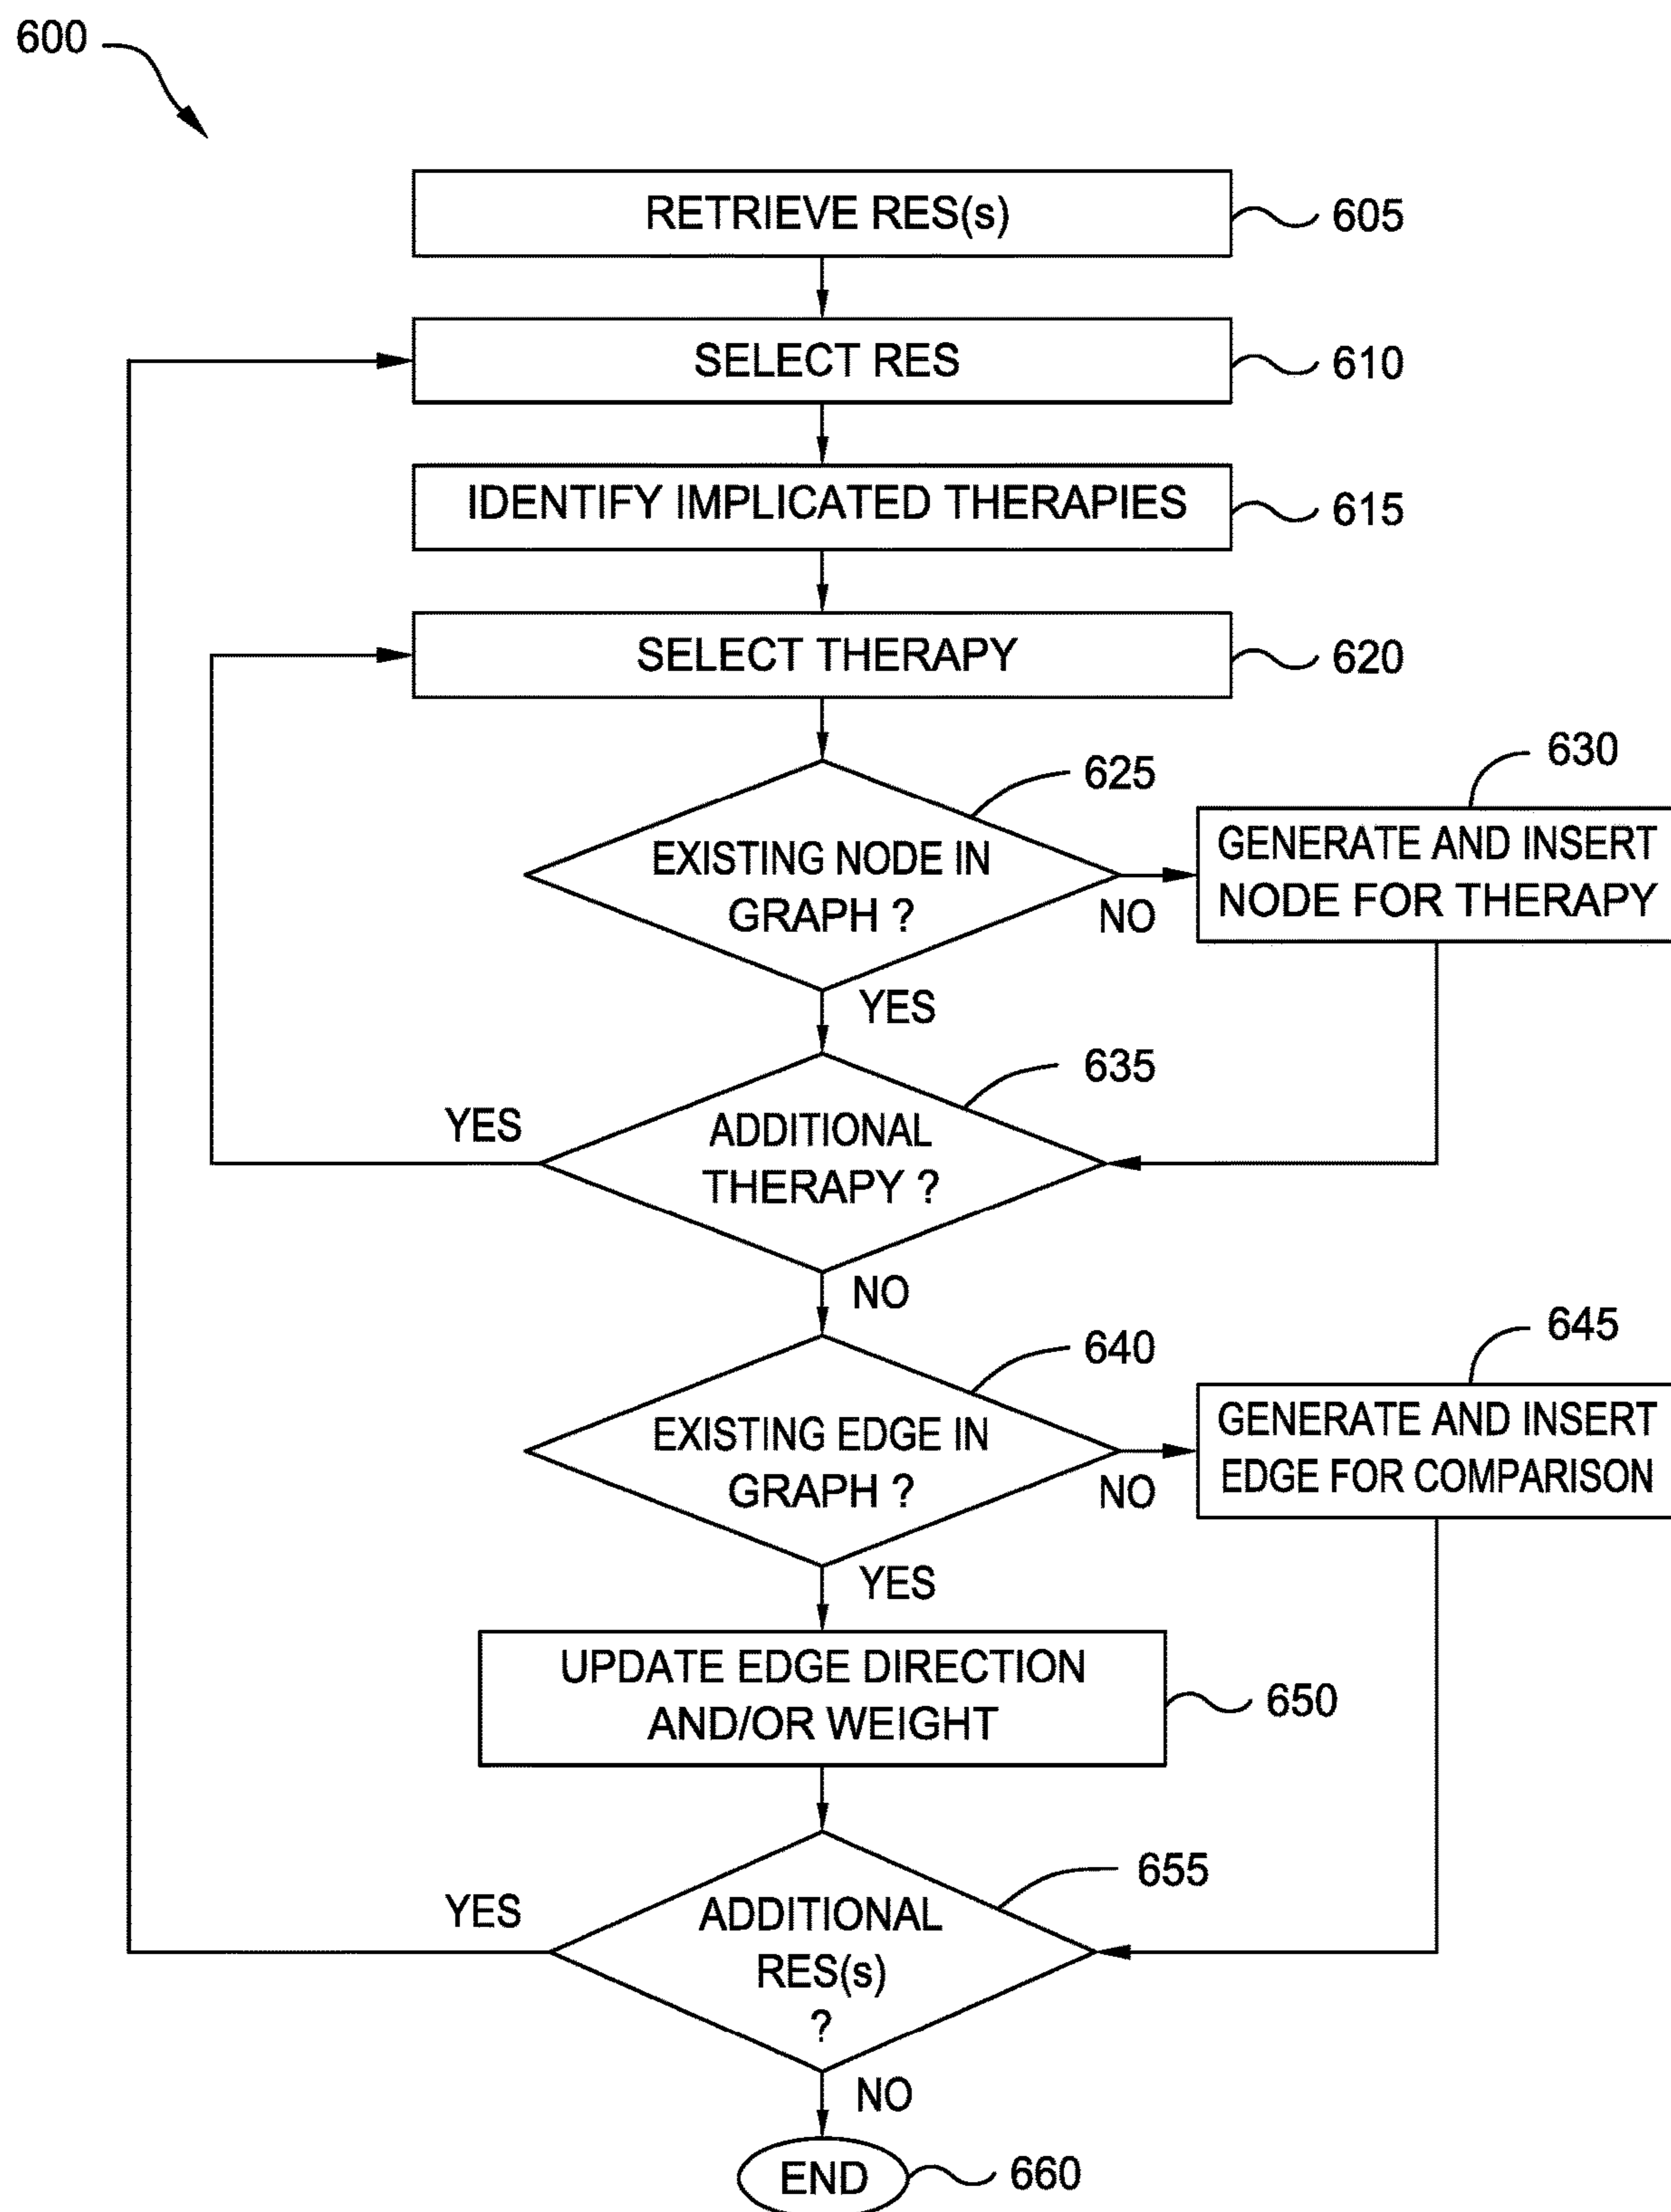 600
RETRIEVE RES(s)
605
SELECT RES
610
IDENTIFY IMPLICATED THERAPIES
615
SELECT THERAPY
620
625
EXISTING NODE IN
GRAPH ?
NO
630
GENERATE AND INSERT
NODE FOR THERAPY
YES
635
ADDITIONAL
THERAPY ?
YES
NO
640
EXISTING EDGE IN
GRAPH ?
NO
645
GENERATE AND INSERT
EDGE FOR COMPARISON
YES
UPDATE EDGE DIRECTION
AND/OR WEIGHT
650
655
ADDITIONAL
RES(s)
?
YES
NO
END
660